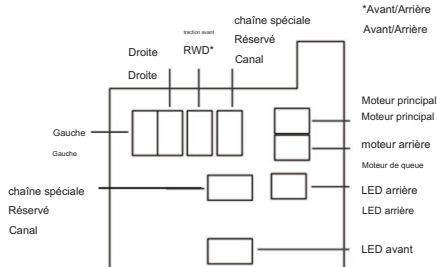 *Avant/Arrière
Avant/Arrière
chaîne spéciale
Réservé
Canal
traction avant
RWD*
Droite
Droite
Gauche
Gauche
Moteur principal
Moteur principal
moteur arrière
Moteur de queue
chaîne spéciale
Réservé
Canal
LED arrière
LED arrière
LED avant